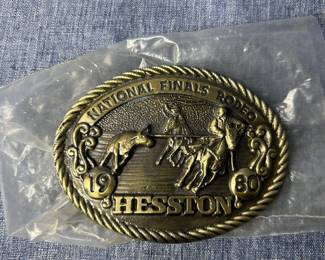 NATIONAL FINALS RODEO
19 80
HESSTON